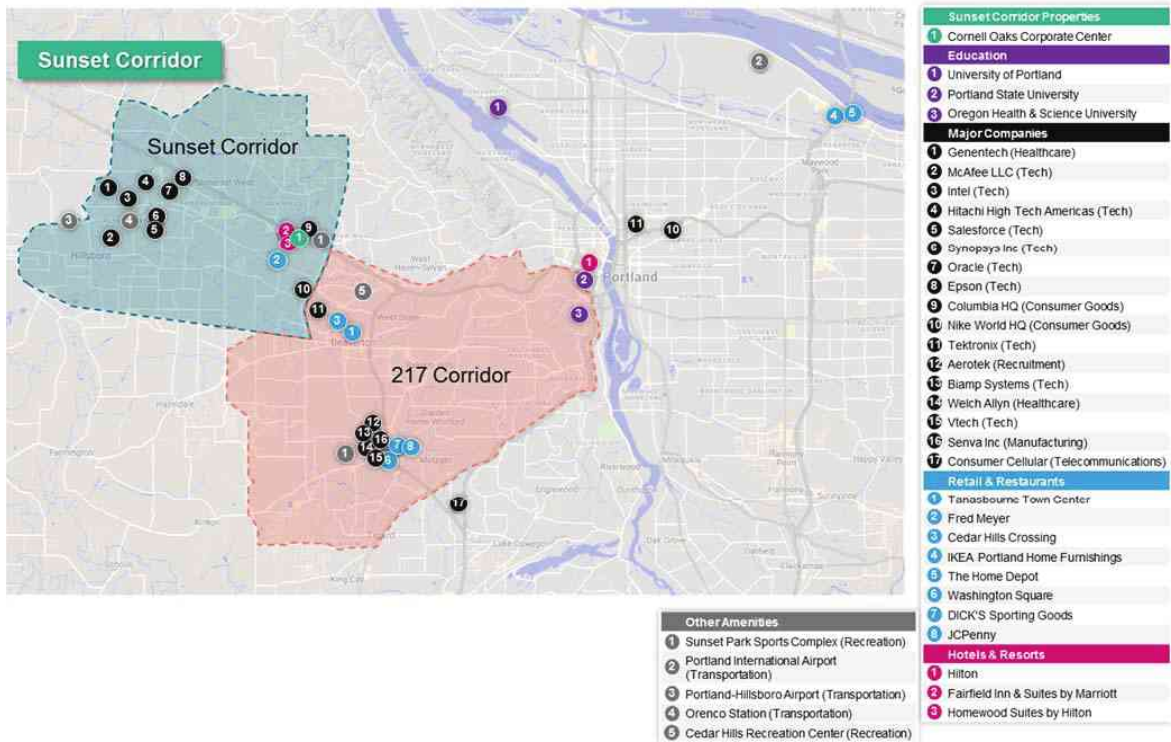 Sunset Corridor
Sunset Corridor
217 Corridor
Portland
Hillsboro
Beaverton
King City
Sunset Corridor Properties
1 Cornell Oaks Corporate Center
Education
1 University of Portland
2 Portland State University
3 Oregon Health & Science University
Major Companies
1 Genentech (Healthcare)
2 McAfee LLC (Tech)
3 Intel (Tech)
4 Hitachi High Tech Americas (Tech)
5 Salesforce (Tech)
6 Synopsys Inc (Tech)
7 Oracle (Tech)
8 Epson (Tech)
9 Columbia HQ (Consumer Goods)
10 Nike World HQ (Consumer Goods)
11 Tektronix (Tech)
12 Aerotek (Recruitment)
13 Biamp Systems (Tech)
14 Welch Allyn (Healthcare)
15 Vtech (Tech)
16 Senva Inc (Manufacturing)
17 Consumer Cellular (Telecommunications)
Retail & Restaurants
1 Tanasbourne Town Center
2 Fred Meyer
3 Cedar Hills Crossing
4 IKEA Portland Home Furnishings
5 The Home Depot
6 Washington Square
7 DICK'S Sporting Goods
8 JCPenny
Hotels & Resorts
1 Hilton
2 Fairfield Inn & Suites by Marriott
3 Homewood Suites by Hilton
Other Amenities
1 Sunset Park Sports Complex (Recreation)
2 Portland International Airport
(Transportation)
3 Portland-Hillsboro Airport (Transportation)
4 Orenco Station (Transportation)
5 Cedar Hills Recreation Center (Recreation)